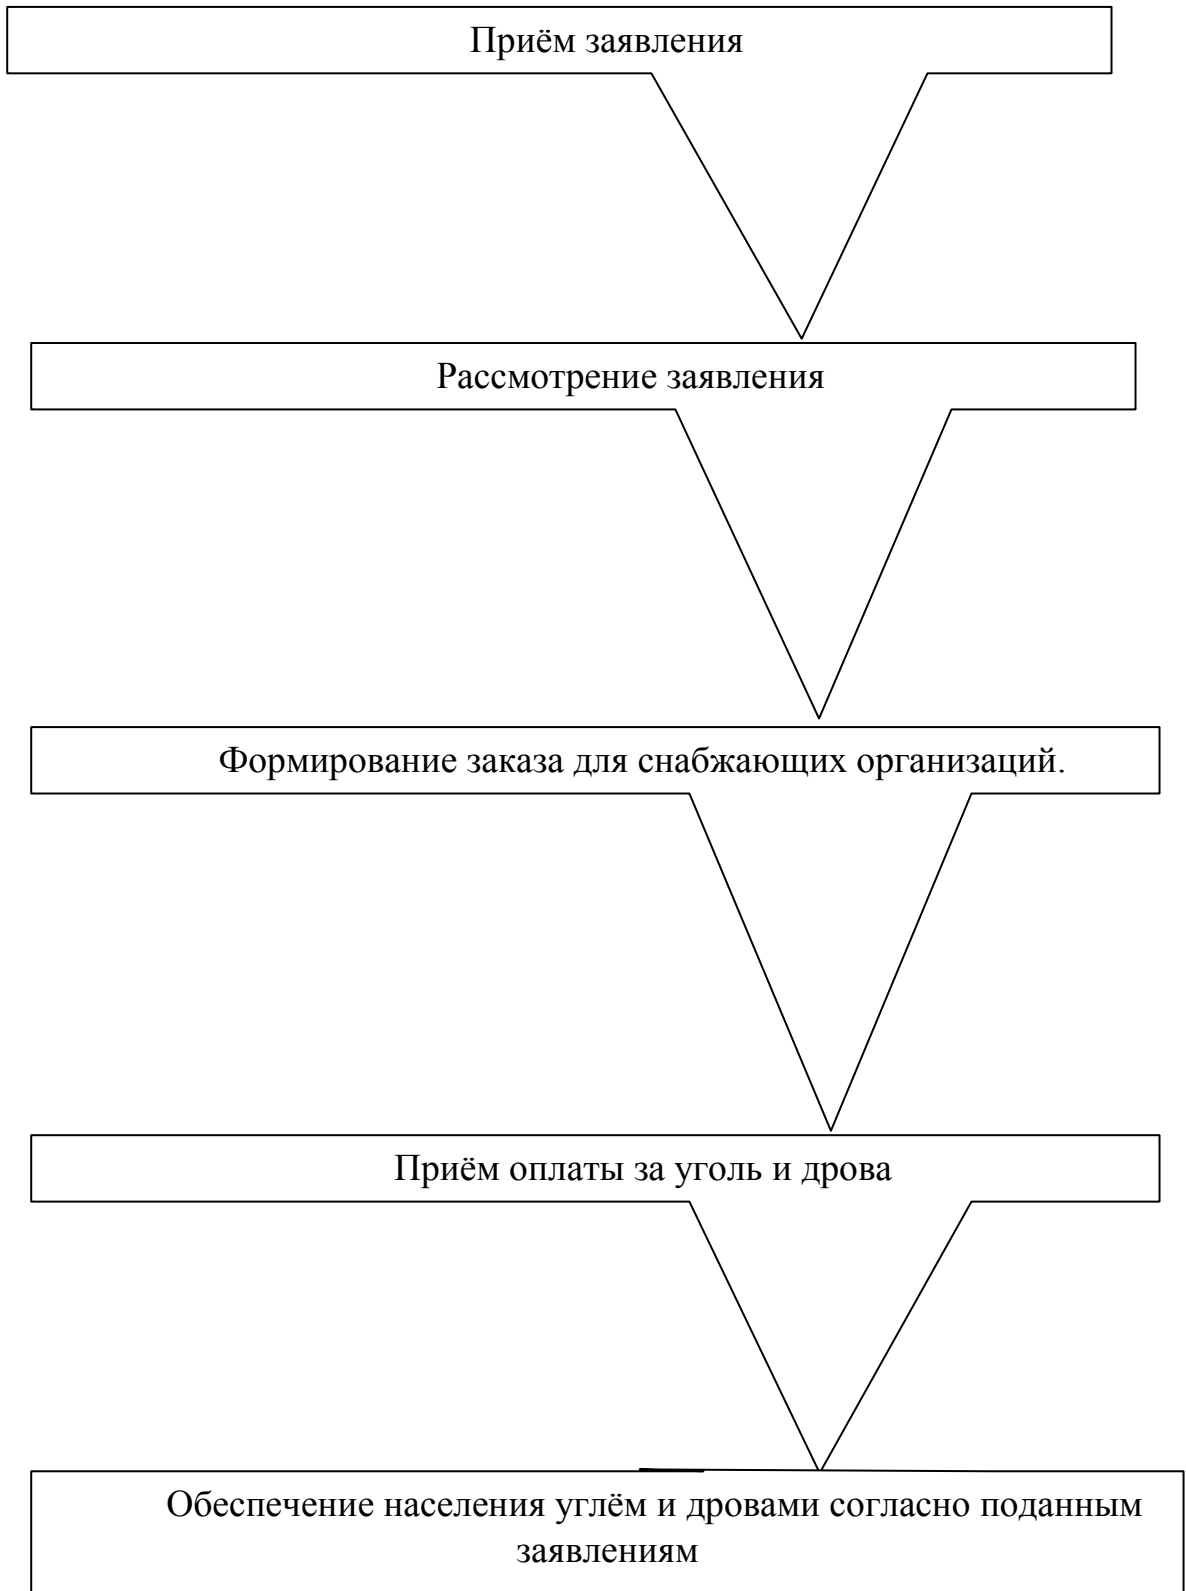 Приём заявления
Рассмотрение заявления
Формирование заказа для снабжающих организаций.
Приём оплаты за уголь и дрова
Обеспечение населения углём и дровами согласно поданным
заявлениям